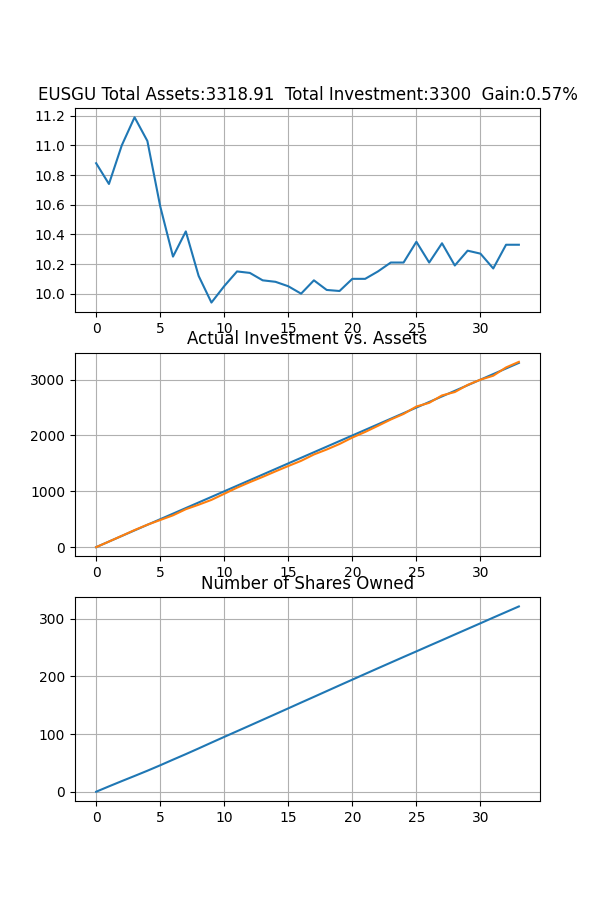 EUSGU Total Assets:3318.91  Total Investment:3300  Gain:0.57%
11.2
11.0
10.8
10.6
10.4
10.2
10.0
0 5 10 15 20 25 30
Actual Investment vs. Assets
3000
2000
1000
0
0 5 10 15 20 25 30
Number of Shares Owned
300
200
100
0
0 5 10 15 20 25 30